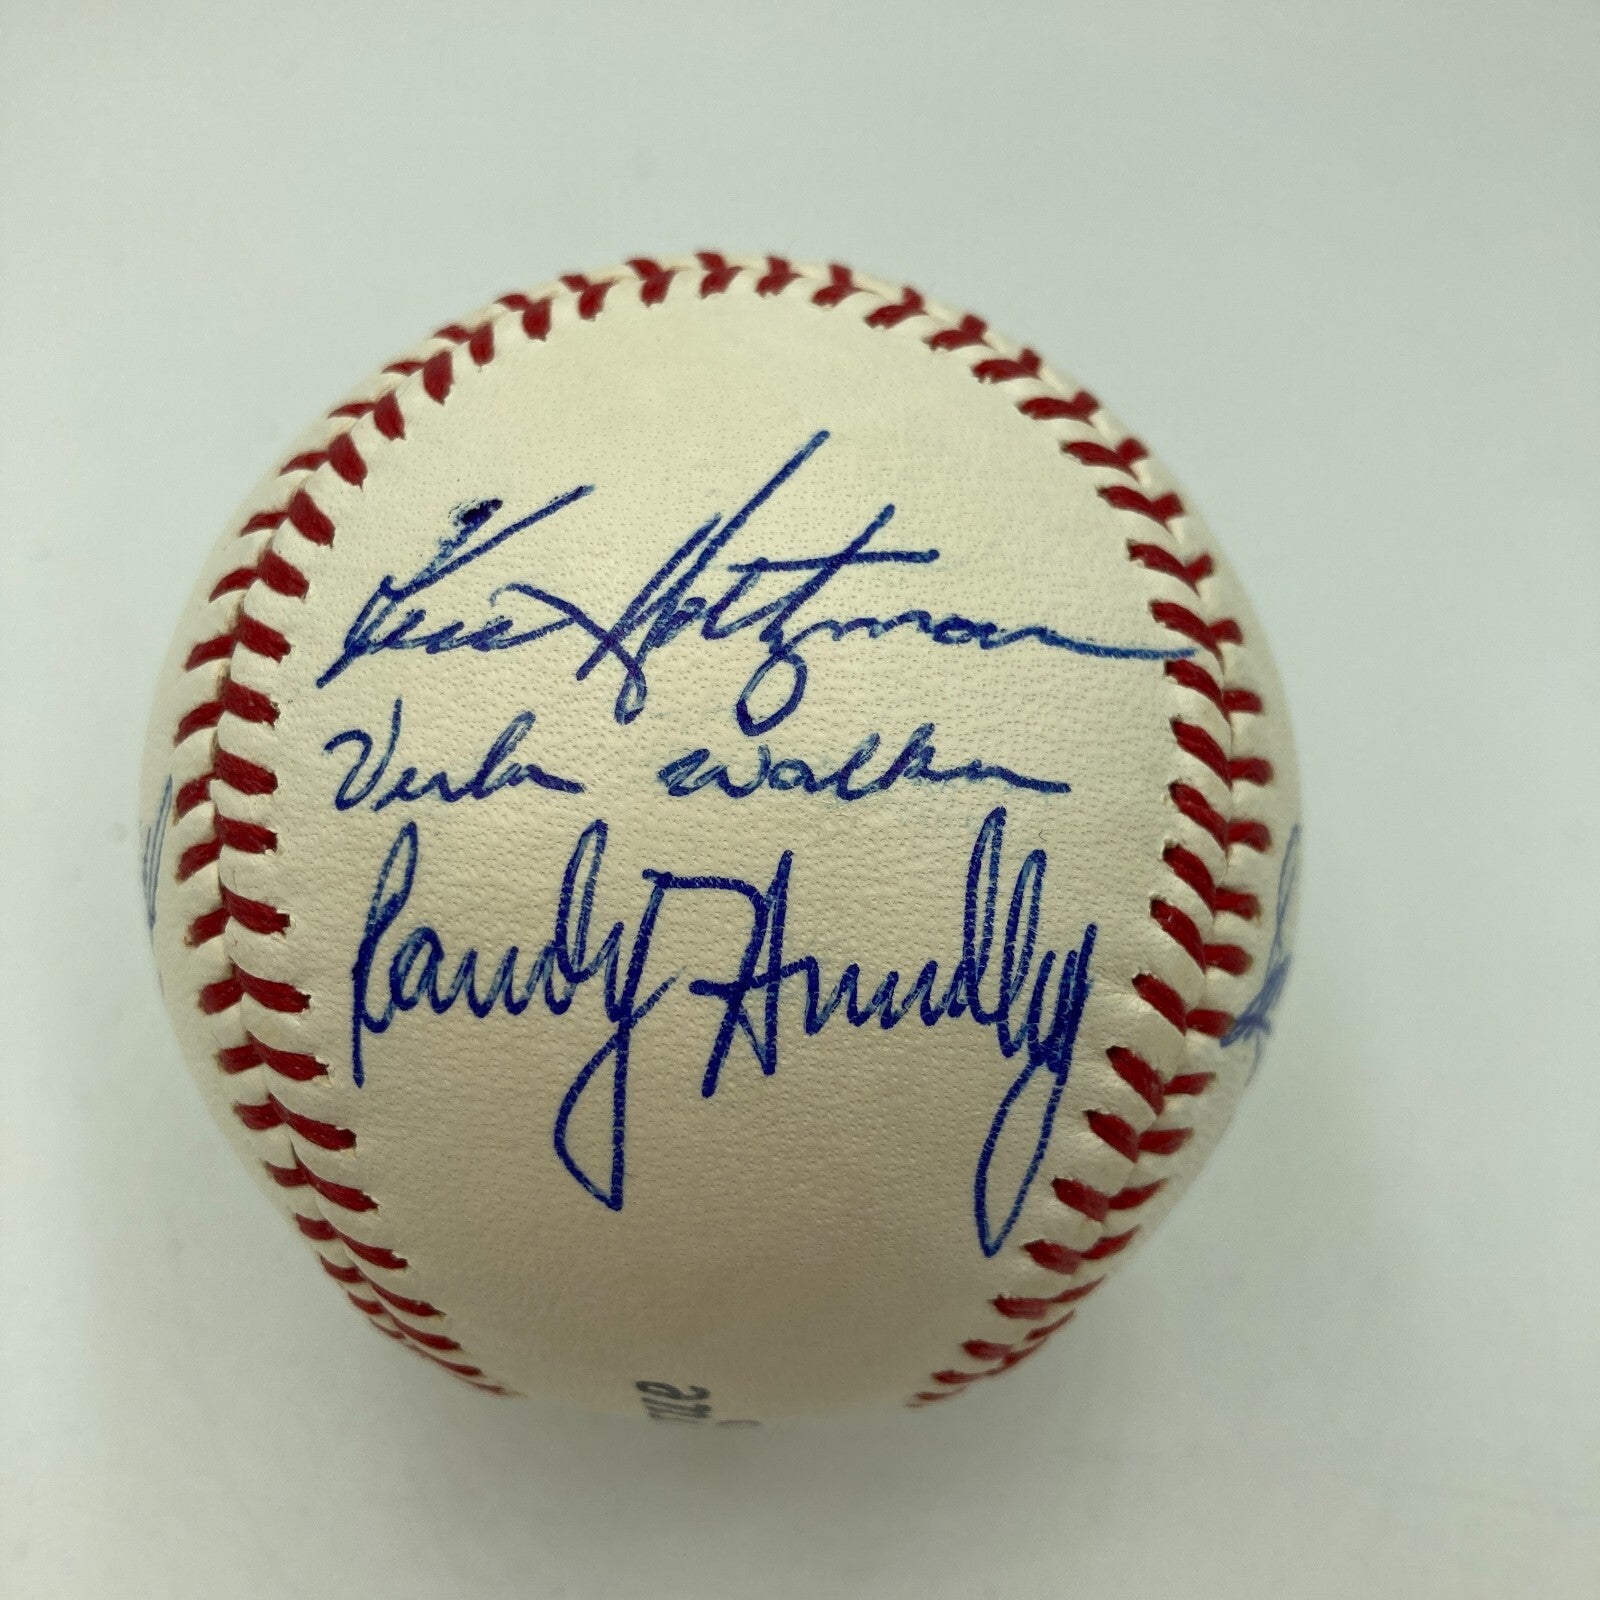 Ken Holtzman
Verlon Walker
Randy Hundley